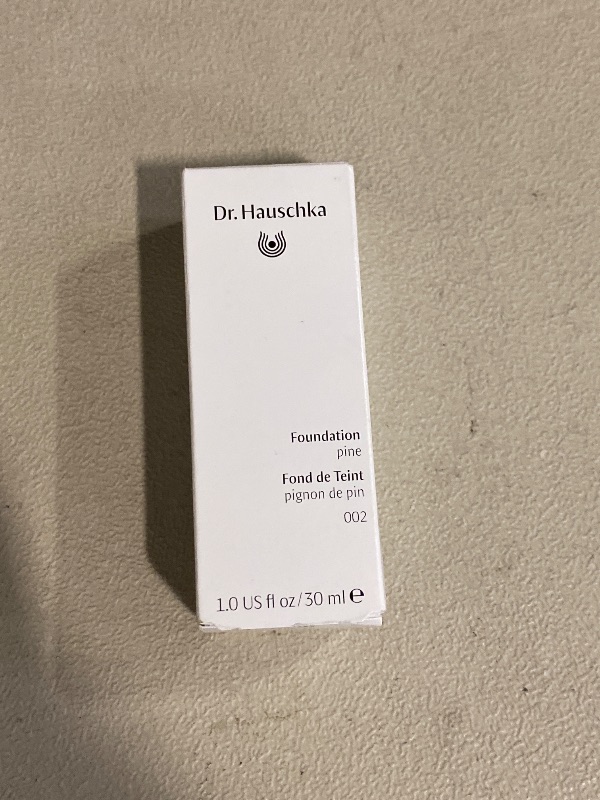 Dr. Hauschka
Foundation
pine
Fond de Teint
pignon de pin
002
1.0 US fl oz/30 ml ℮